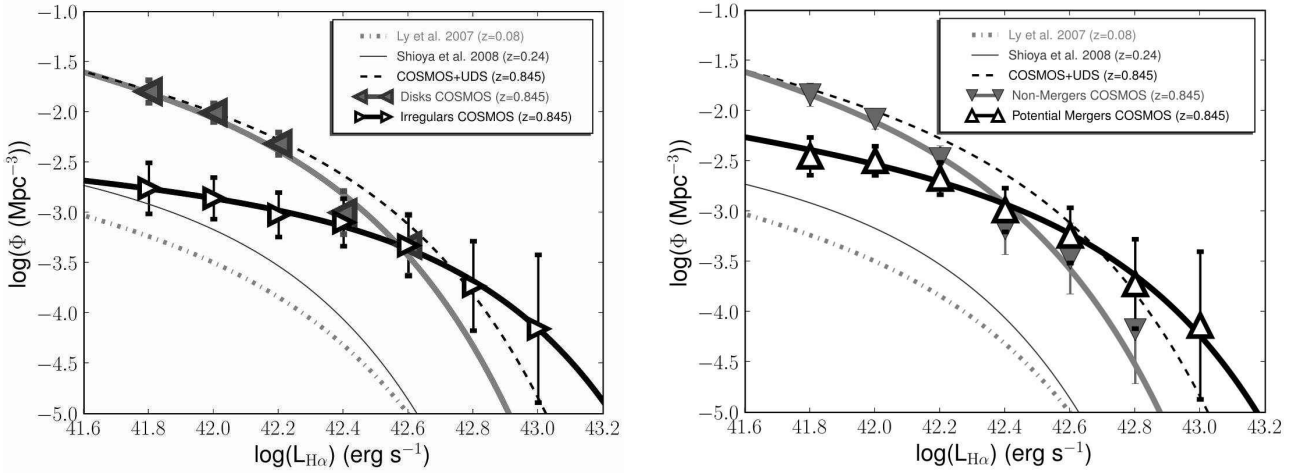 Ly et al. 2007 (z=0.08)
Shioya et al. 2008 (z=0.24)
COSMOS+UDS (z=0.845)
Disks COSMOS (z=0.845)
Irregulars COSMOS (z=0.845)
log(Φ (Mpc⁻³))
−1.0
−1.5
−2.0
−2.5
−3.0
−3.5
−4.0
−4.5
−5.0
41.6 41.8 42.0 42.2 42.4 42.6 42.8 43.0 43.2
log(L_Hα) (erg s⁻¹)
Ly et al. 2007 (z=0.08)
Shioya et al. 2008 (z=0.24)
COSMOS+UDS (z=0.845)
Non-Mergers COSMOS (z=0.845)
Potential Mergers COSMOS (z=0.845)
log(Φ (Mpc⁻³))
−1.0
−1.5
−2.0
−2.5
−3.0
−3.5
−4.0
−4.5
−5.0
41.6 41.8 42.0 42.2 42.4 42.6 42.8 43.0 43.2
log(L_Hα) (erg s⁻¹)